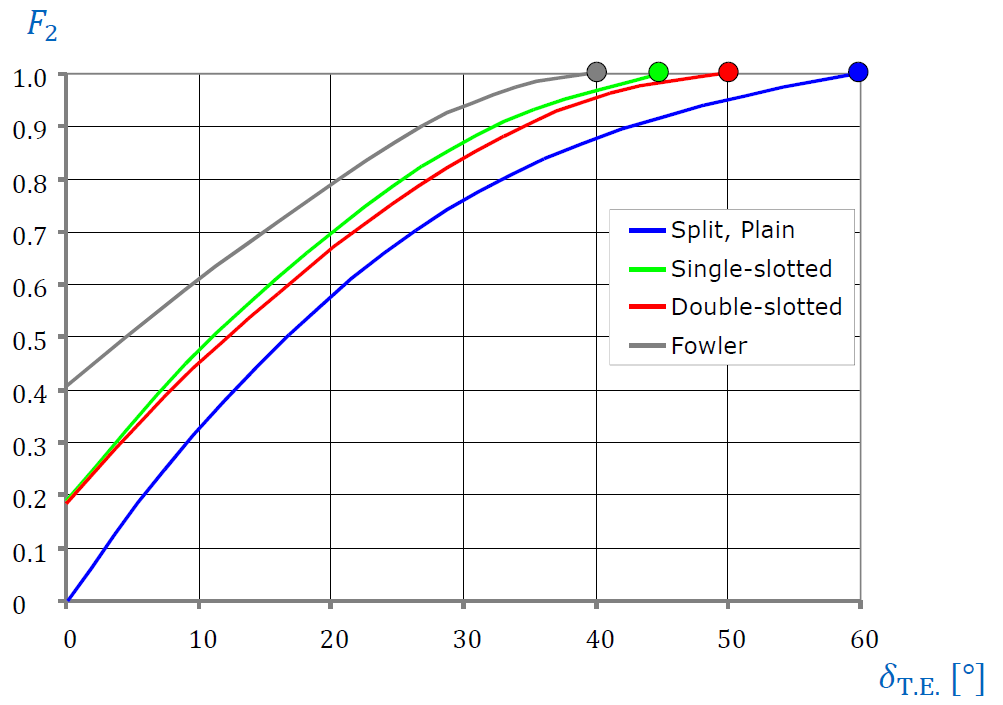 F₂
1.0
0.9
0.8
0.7
0.6
0.5
0.4
0.3
0.2
0.1
0
0 10 20 30 40 50 60
δT.E. [°]
Split, Plain
Single-slotted
Double-slotted
Fowler